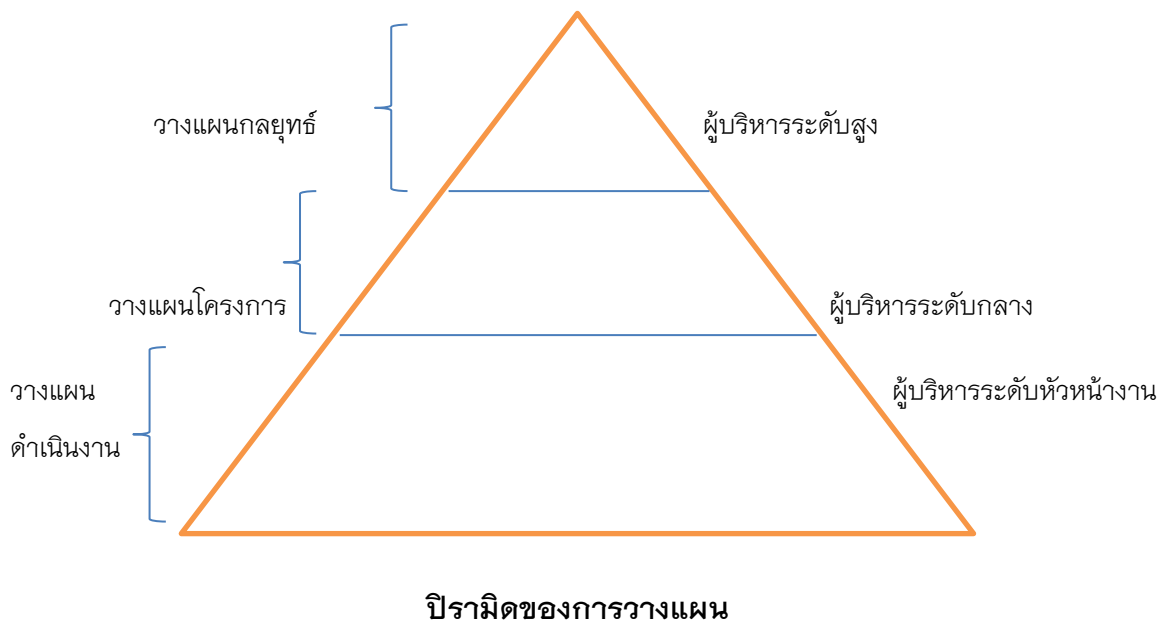 วางแผนกลยุทธ์
ผู้บริหารระดับสูง
วางแผนโครงการ
ผู้บริหารระดับกลาง
วางแผน
ดำเนินงาน
ผู้บริหารระดับหัวหน้างาน
ปิรามิดของการวางแผน